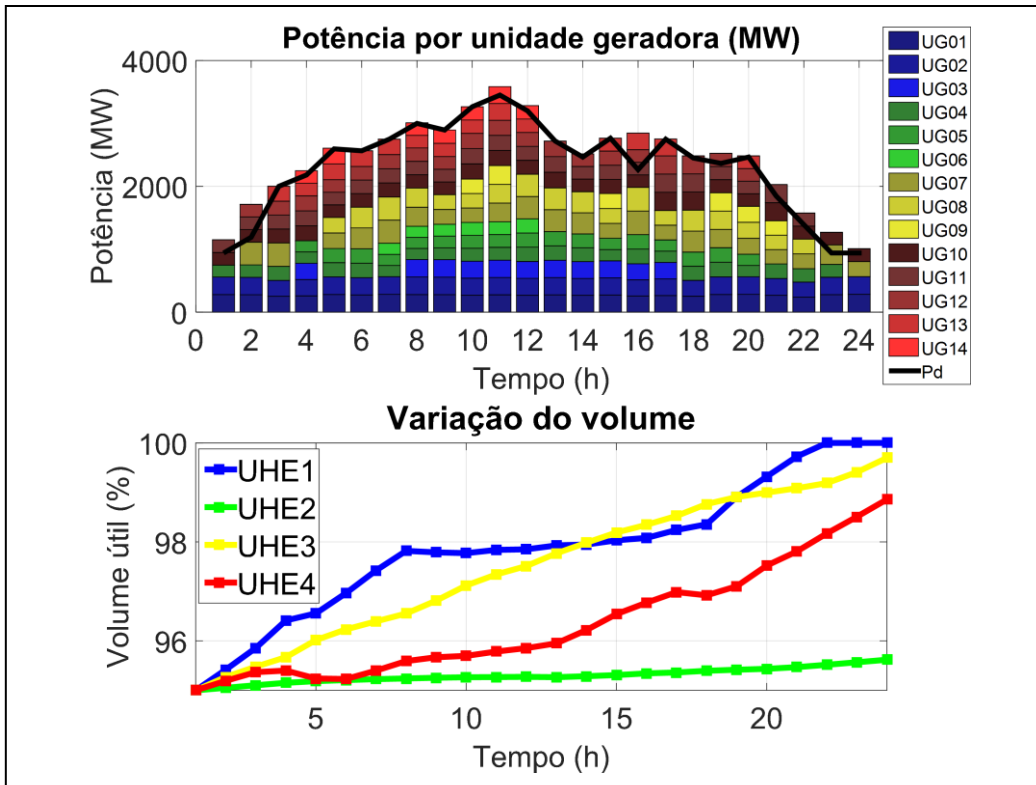 Potência por unidade geradora (MW)
4000
2000
0
Potência (MW)
0 2 4 6 8 10 12 14 16 18 20 22 24
Tempo (h)
UG01
UG02
UG03
UG04
UG05
UG06
UG07
UG08
UG09
UG10
UG11
UG12
UG13
UG14
Pd
Variação do volume
100
98
96
Volume útil (%)
UHE1
UHE2
UHE3
UHE4
5 10 15 20
Tempo (h)